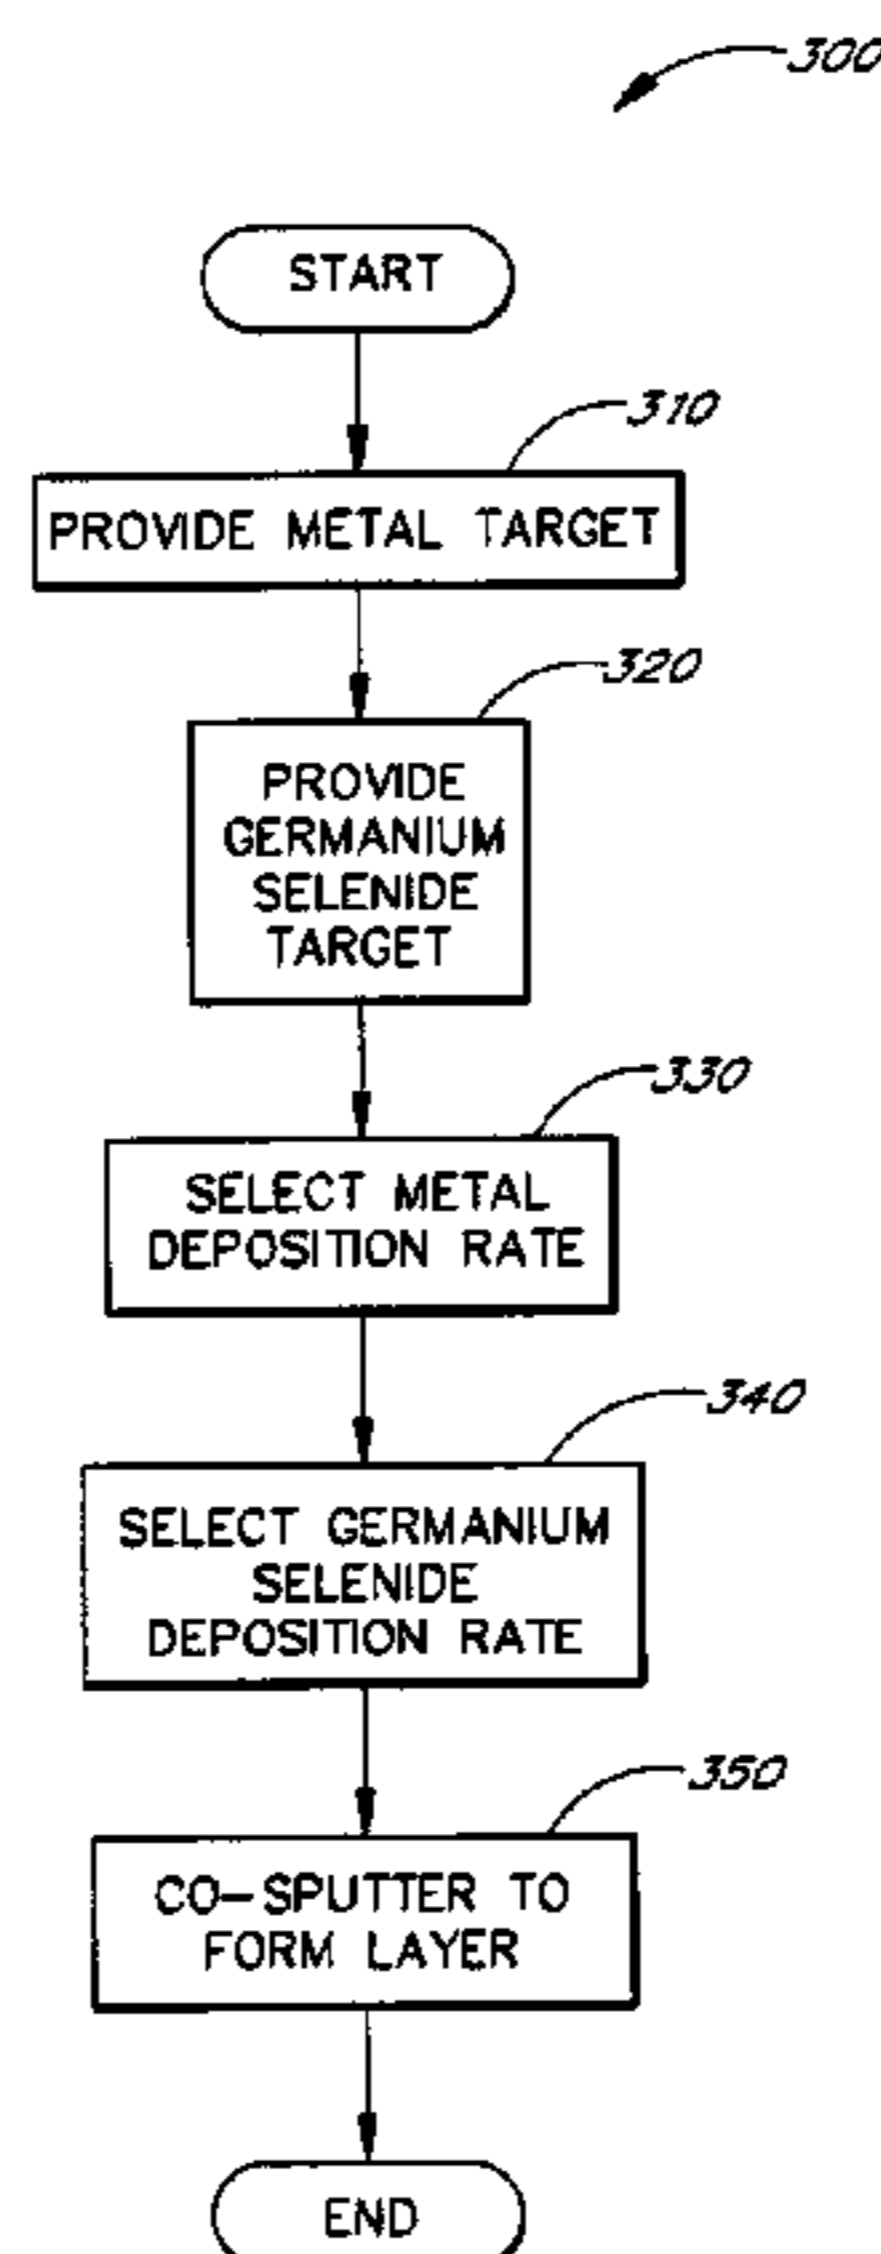 300
START
310
PROVIDE METAL TARGET
320
PROVIDE
GERMANIUM
SELENIDE
TARGET
330
SELECT METAL
DEPOSITION RATE
340
SELECT GERMANIUM
SELENIDE
DEPOSITION RATE
350
CO-SPUTTER TO
FORM LAYER
END